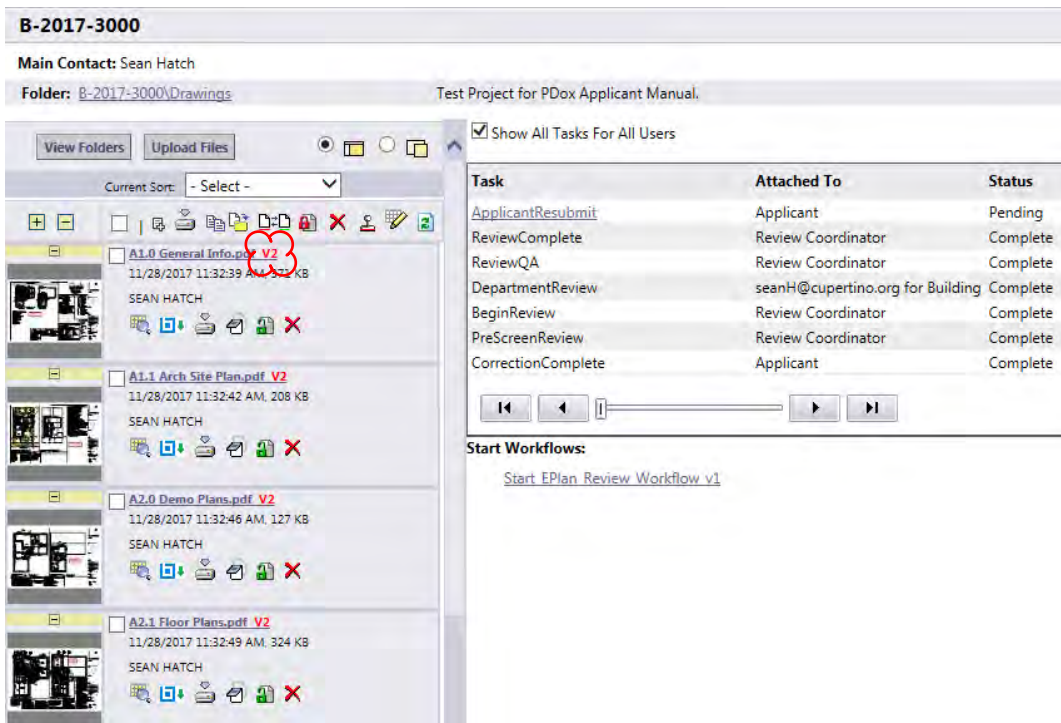 B-2017-3000
Main Contact: Sean Hatch
Folder: B-2017-3000\Drawings
Test Project for PDox Applicant Manual.
View Folders
Upload Files
Current Sort: - Select -
A1.0 General Info.pdf V2
11/28/2017 11:32:39 AM, 371 KB
SEAN HATCH
A1.1 Arch Site Plan.pdf V2
11/28/2017 11:32:42 AM, 208 KB
SEAN HATCH
A2.0 Demo Plans.pdf V2
11/28/2017 11:32:46 AM, 127 KB
SEAN HATCH
A2.1 Floor Plans.pdf V2
11/28/2017 11:32:49 AM, 324 KB
SEAN HATCH
Show All Tasks For All Users
Task Attached To Status
ApplicantResubmit Applicant Pending
ReviewComplete Review Coordinator Complete
ReviewQA Review Coordinator Complete
DepartmentReview seanH@cupertino.org for Building Complete
BeginReview Review Coordinator Complete
PreScreenReview Review Coordinator Complete
CorrectionComplete Applicant Complete
Start Workflows:
Start EPlan Review Workflow v1